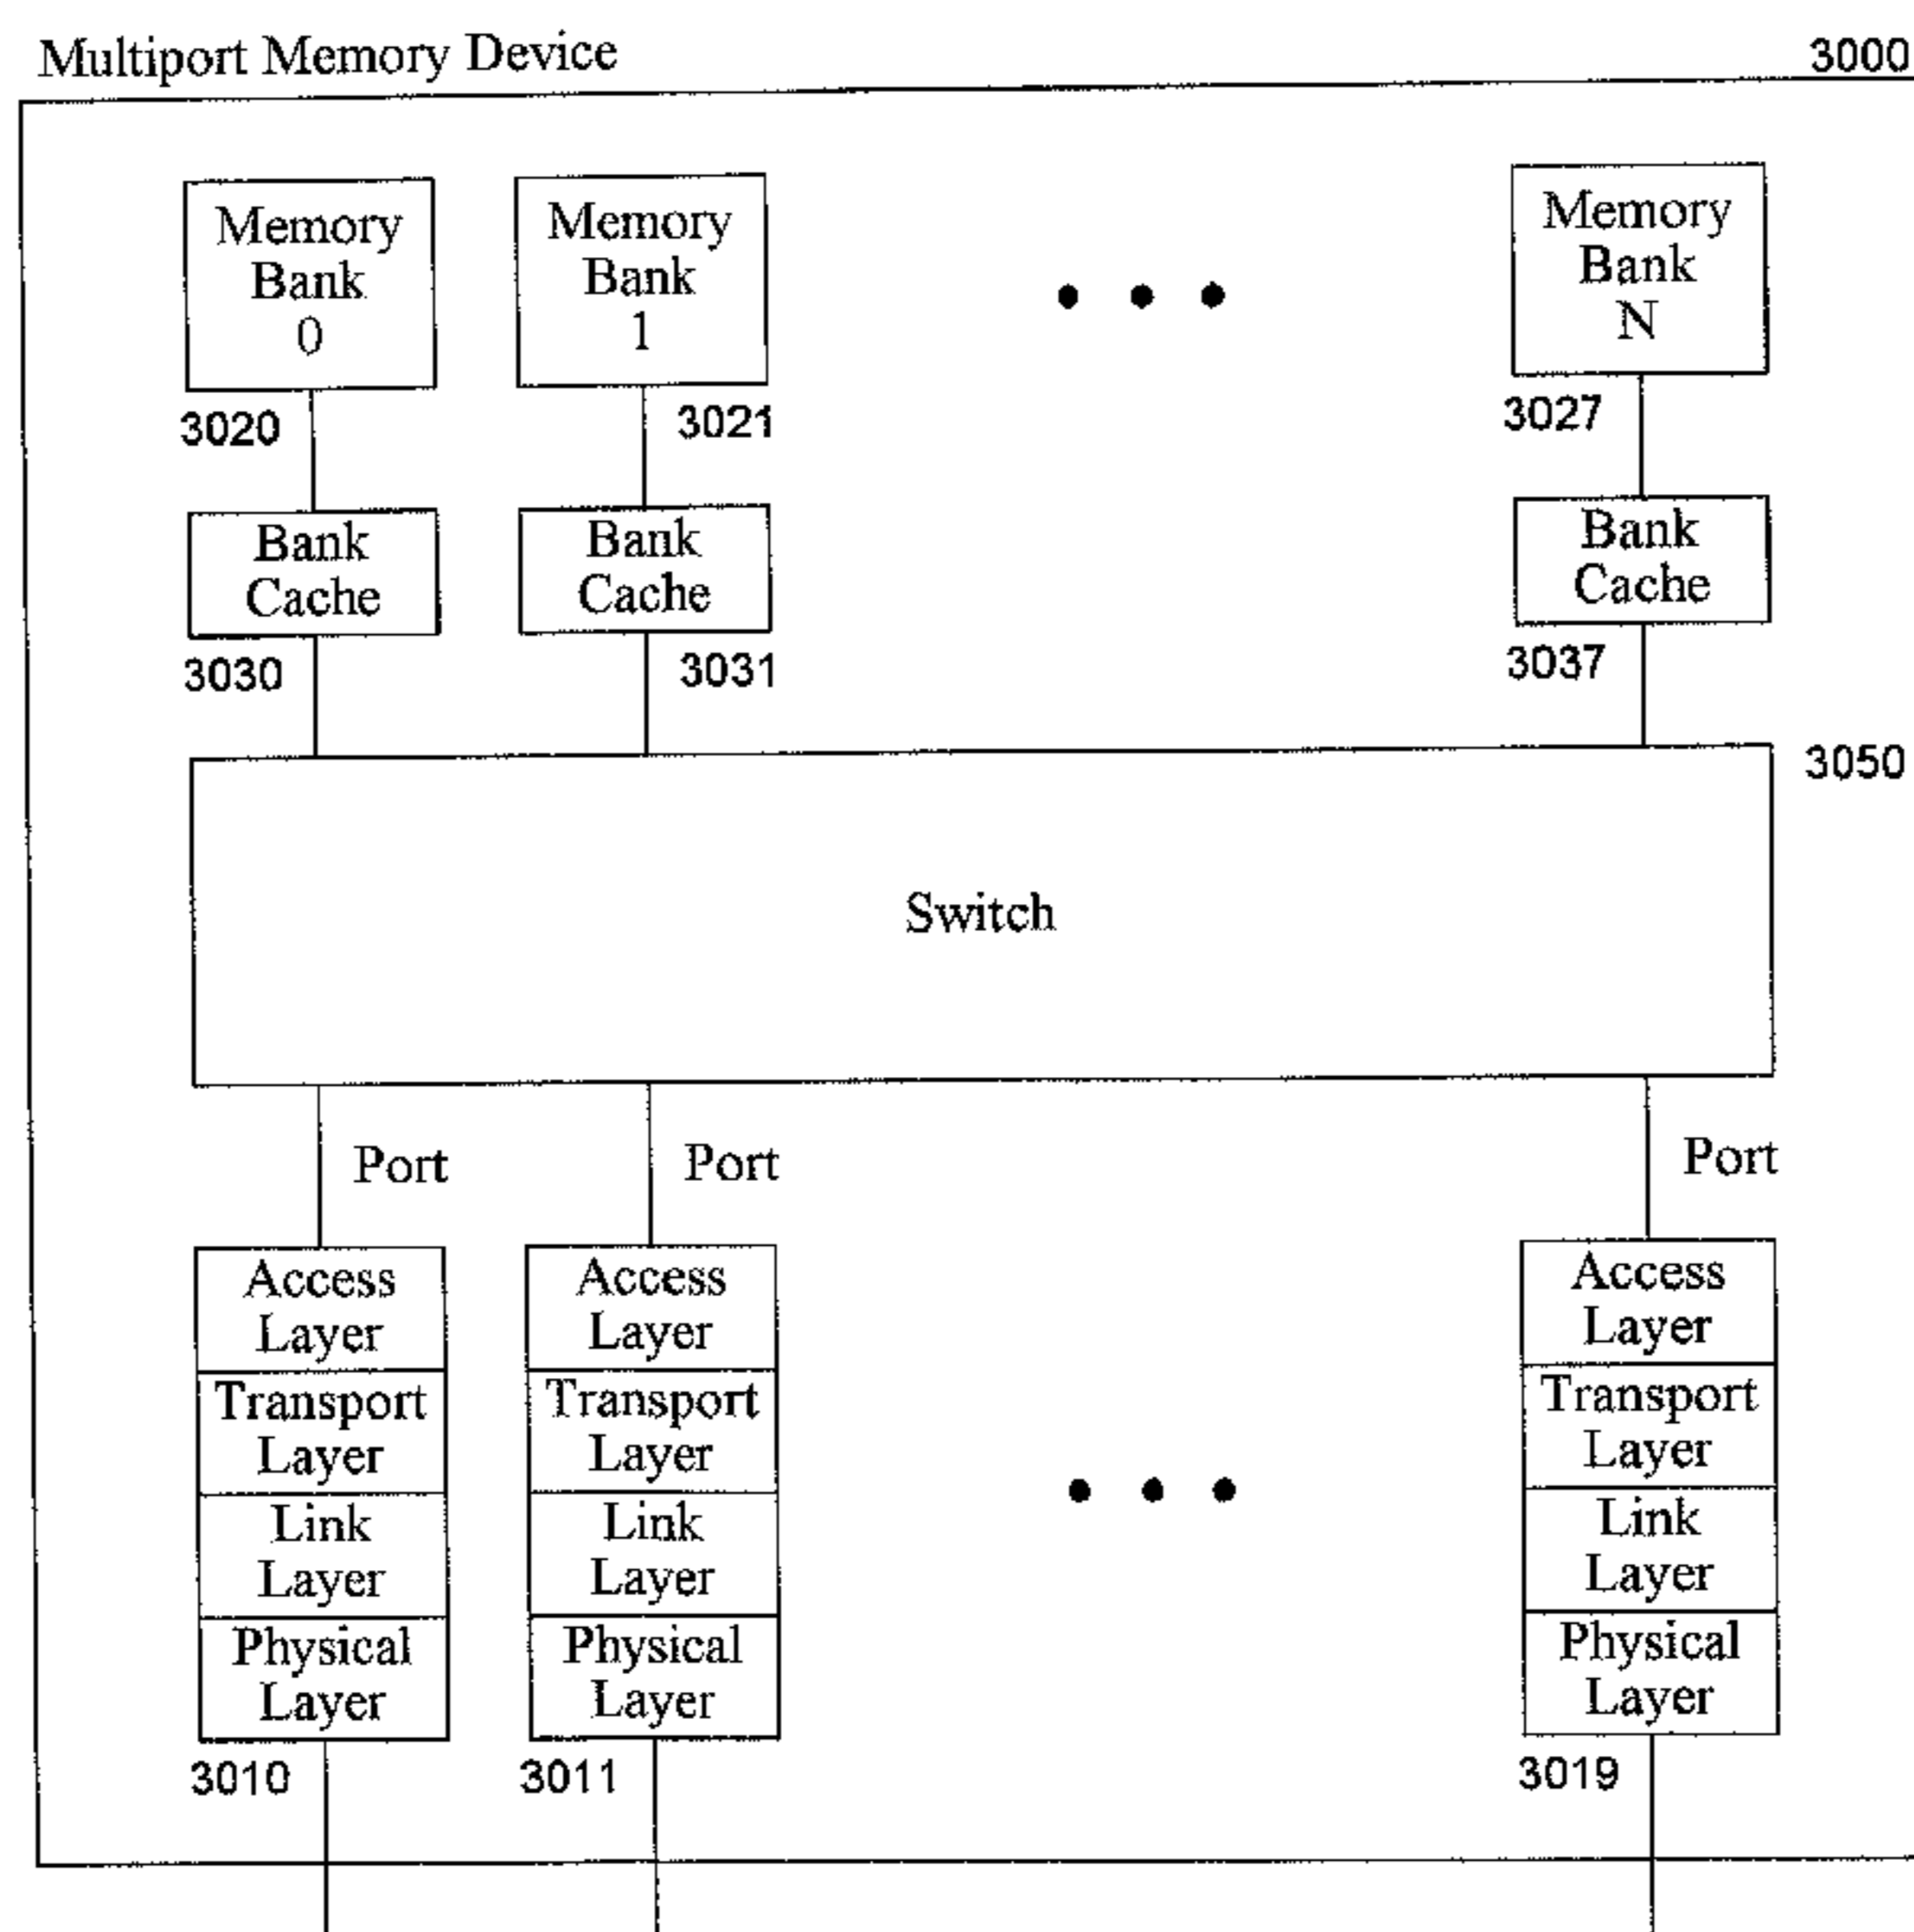 Multiport Memory Device
3000
Memory
Bank
0
Memory
Bank
1
Memory
Bank
N
3020
3021
3027
Bank
Cache
Bank
Cache
Bank
Cache
3030
3031
3037
3050
Switch
Port
Port
Port
Access
Layer
Transport
Layer
Link
Layer
Physical
Layer
Access
Layer
Transport
Layer
Link
Layer
Physical
Layer
Access
Layer
Transport
Layer
Link
Layer
Physical
Layer
3010
3011
3019